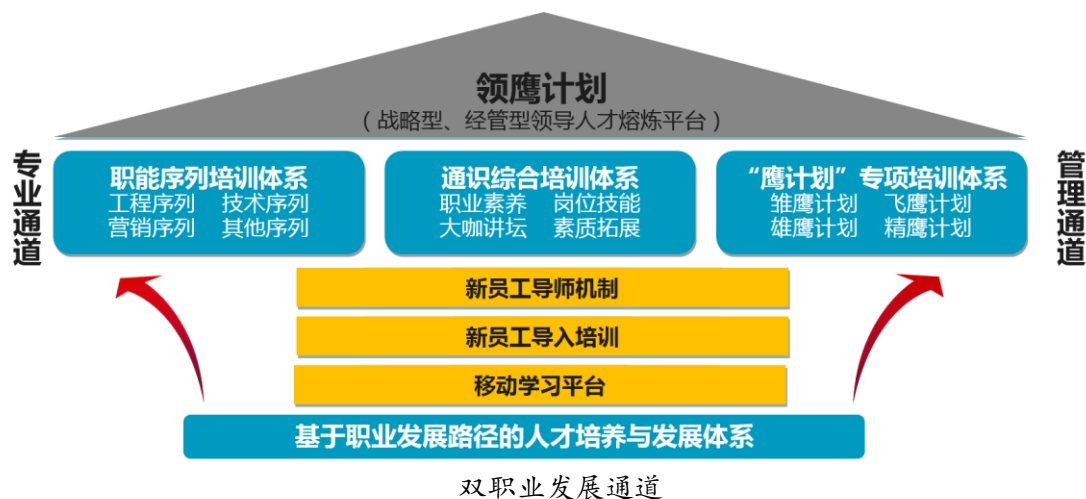 领鹰计划
（战略型、经管型领导人才熔炼平台）
专业通道
职能序列培训体系
工程序列 技术序列
营销序列 其他序列
通识综合培训体系
职业素养 岗位技能
大咖讲坛 素质拓展
“鹰计划”专项培训体系
雏鹰计划 飞鹰计划
雄鹰计划 精鹰计划
管理通道
新员工导师机制
新员工导入培训
移动学习平台
基于职业发展路径的人才培养与发展体系
双职业发展通道